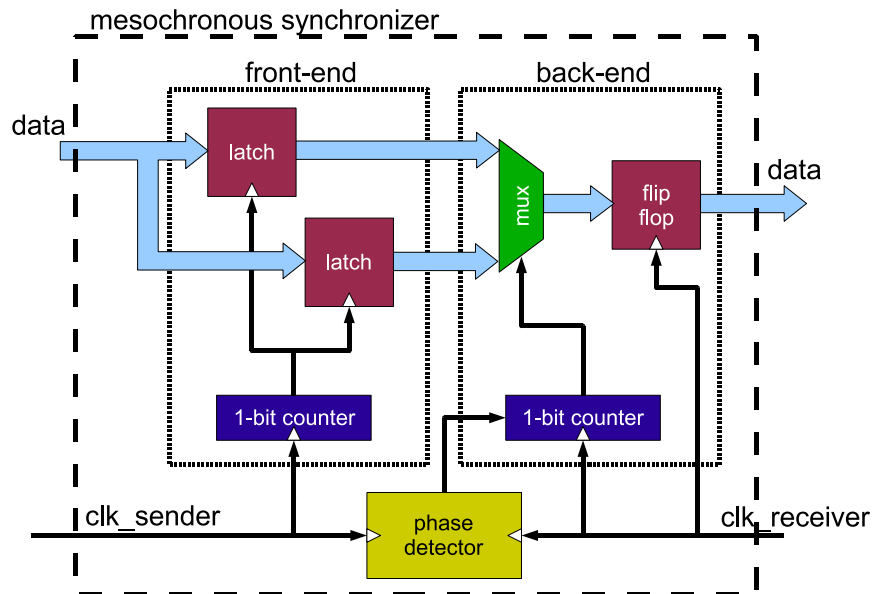 mesochronous synchronizer
front-end
back-end
data
latch
latch
mux
flip
flop
data
1-bit counter
1-bit counter
clk_sender
phase
detector
clk_receiver